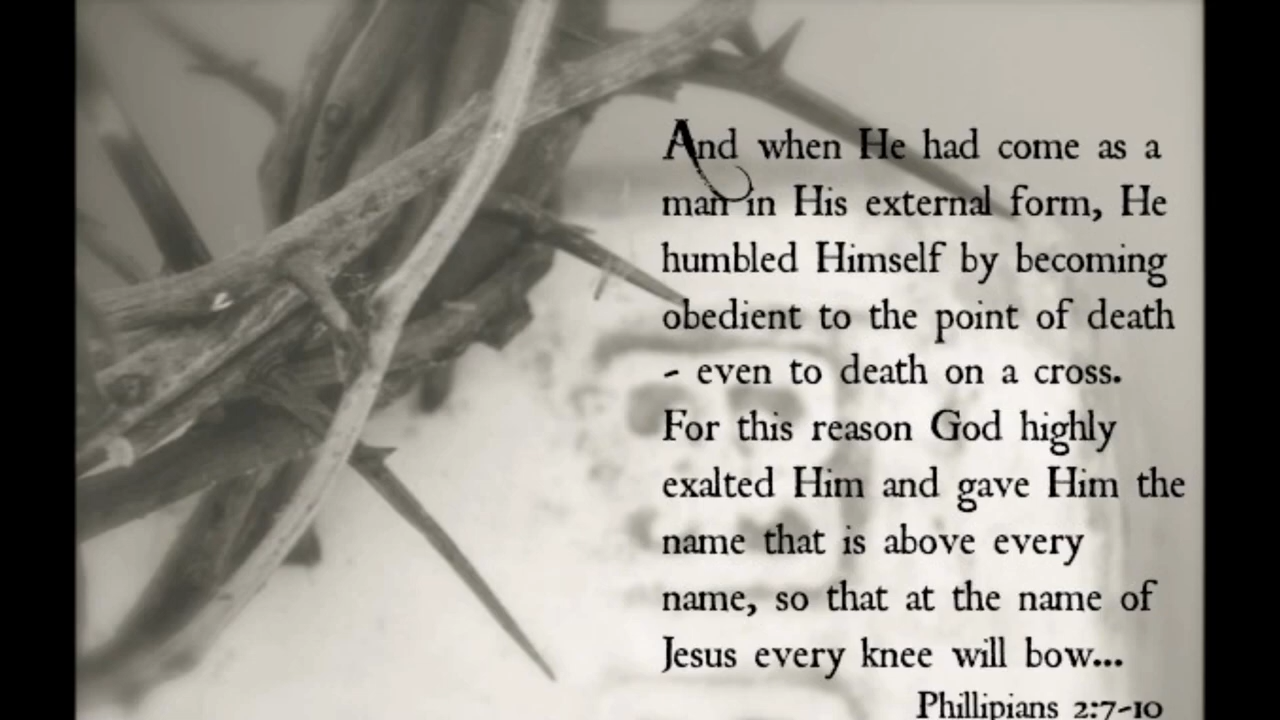 And when He had come as a
man in His external form, He
humbled Himself by becoming
obedient to the point of death
- even to death on a cross.
For this reason God highly
exalted Him and gave Him the
name that is above every
name, so that at the name of
Jesus every knee will bow...
Phillipians 2:7-10